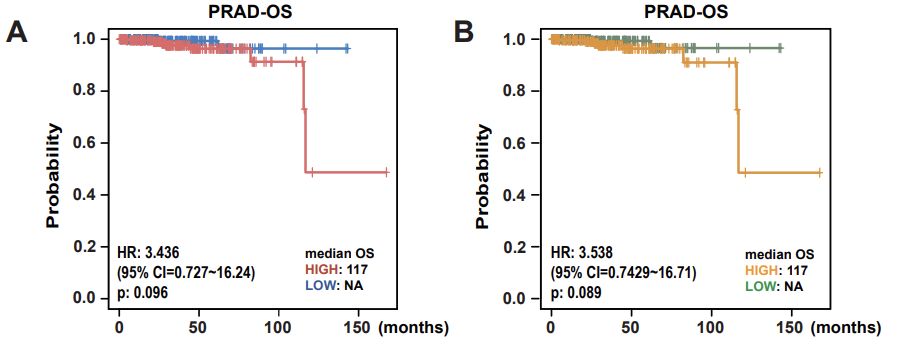 A
PRAD-OS
Probability
1.0
0.8
0.6
0.4
0.2
0.0
HR: 3.436
(95% CI=0.727~16.24)
p: 0.096
median OS
HIGH: 117
LOW: NA
0 50 100 150 (months)
B
PRAD-OS
Probability
1.0
0.8
0.6
0.4
0.2
0.0
HR: 3.538
(95% CI=0.7429~16.71)
p: 0.089
median OS
HIGH: 117
LOW: NA
0 50 100 150 (months)